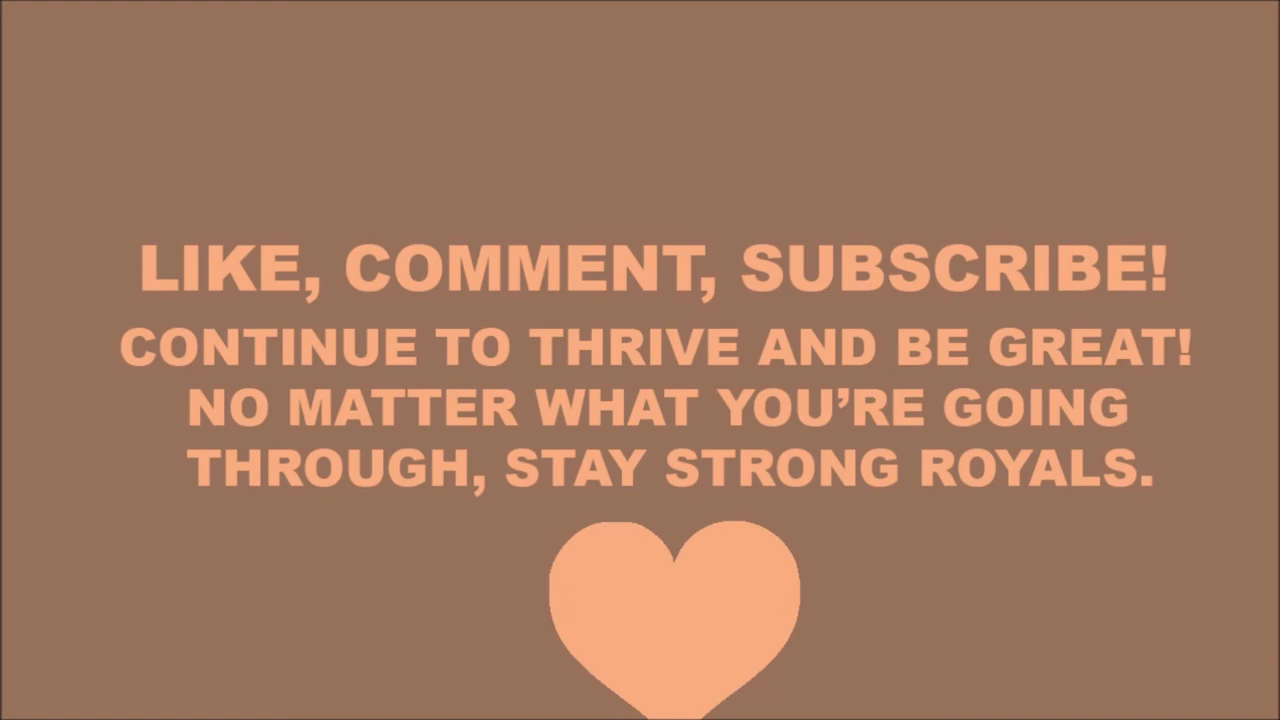 LIKE, COMMENT, SUBSCRIBE!
CONTINUE TO THRIVE AND BE GREAT!
NO MATTER WHAT YOU’RE GOING
THROUGH, STAY STRONG ROYALS.